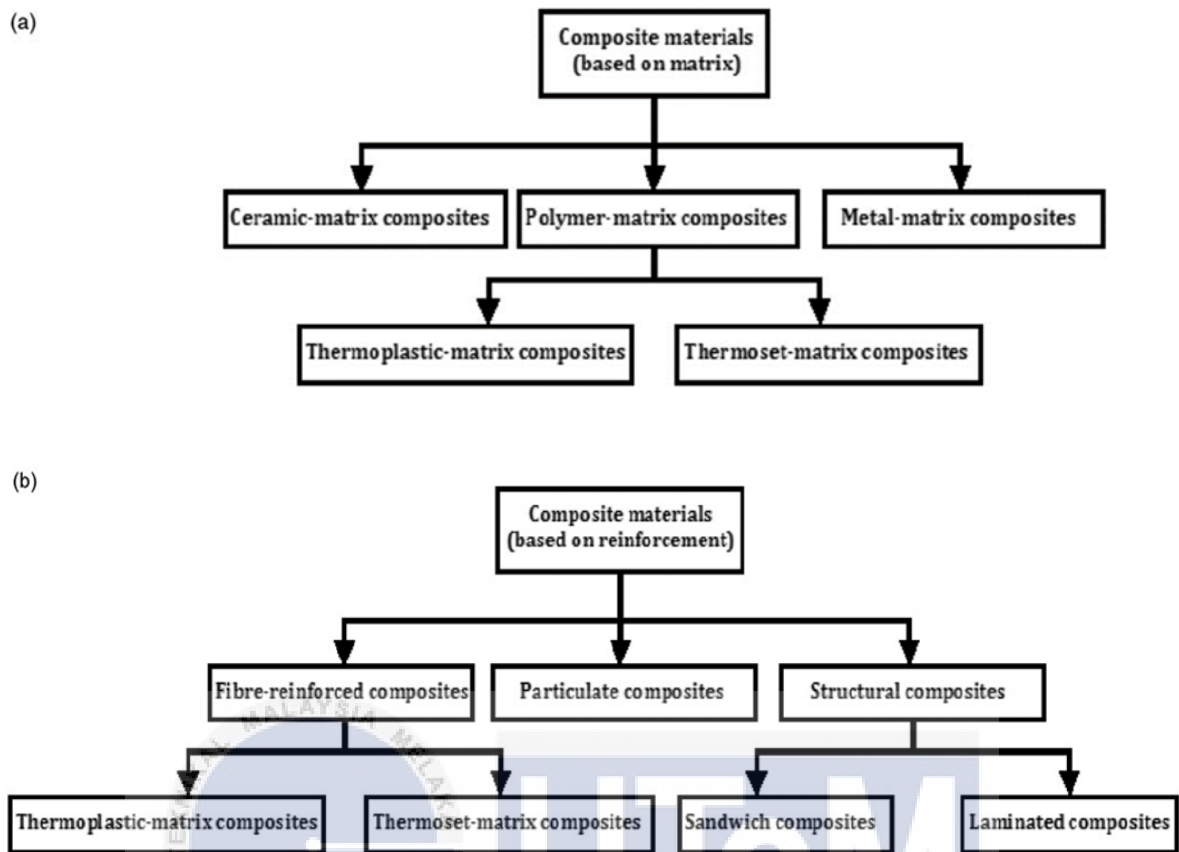 (a)
Composite materials
(based on matrix)
Ceramic-matrix composites
Polymer-matrix composites
Metal-matrix composites
Thermoplastic-matrix composites
Thermoset-matrix composites
(b)
Composite materials
(based on reinforcement)
Fibre-reinforced composites
Particulate composites
Structural composites
Thermoplastic-matrix composites
Thermoset-matrix composites
Sandwich composites
Laminated composites
MALAYSIA